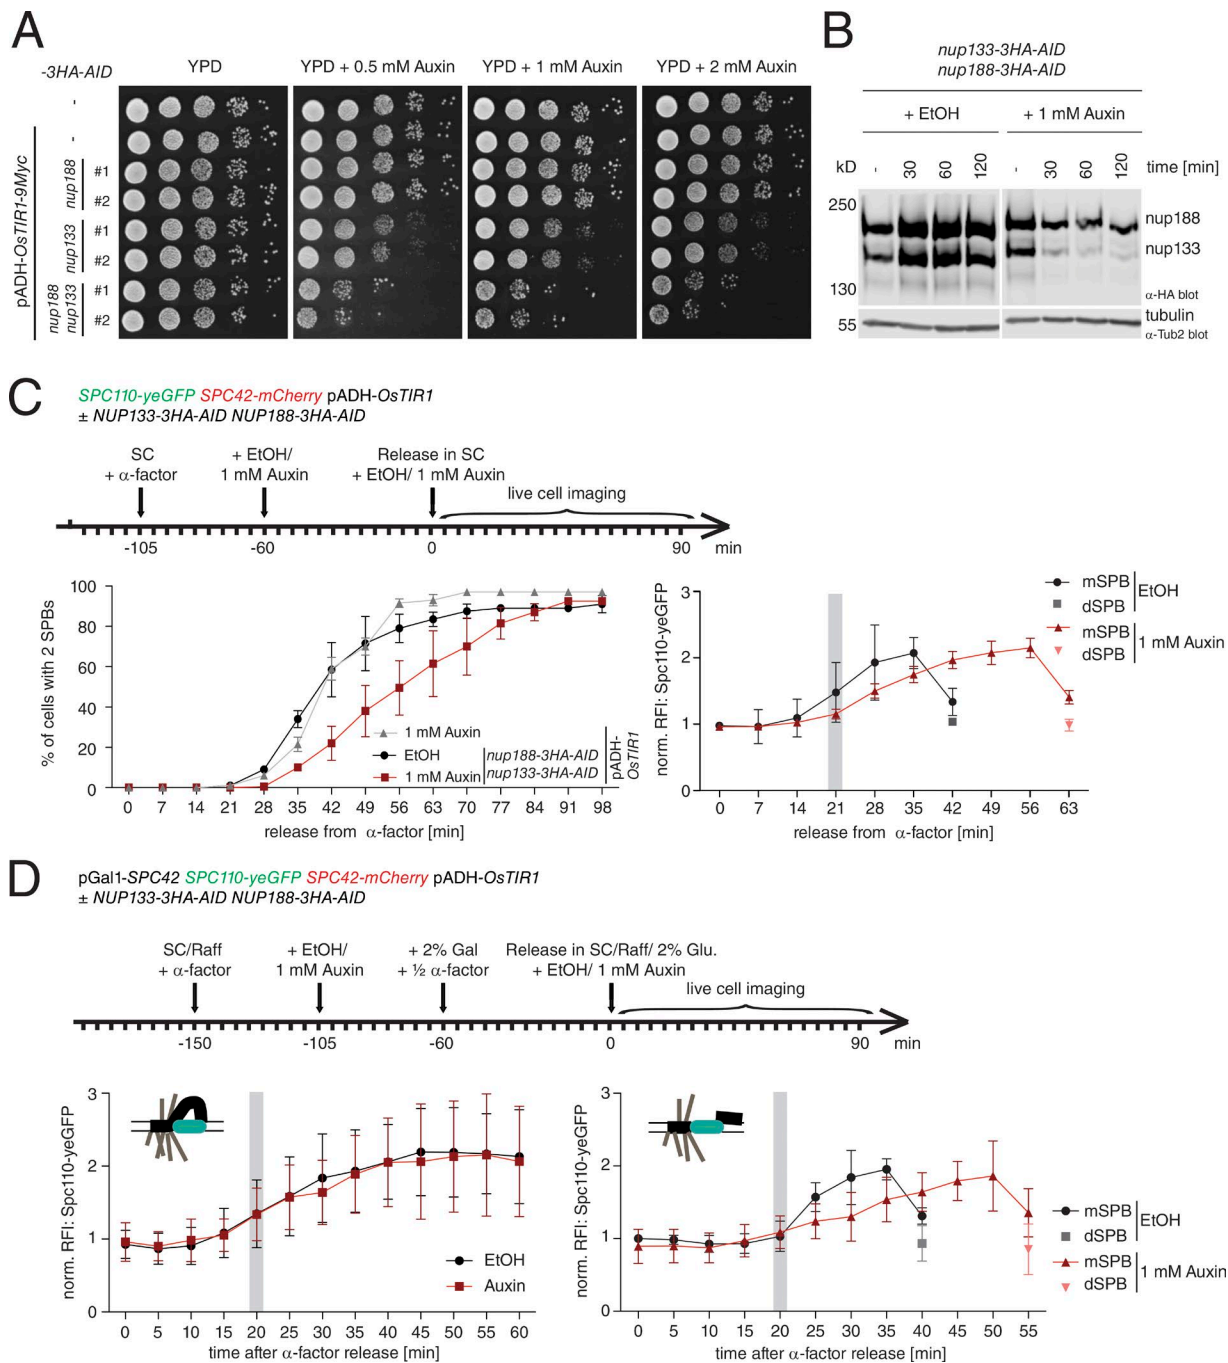 A
-3HA-AID
YPD
YPD + 0.5 mM Auxin
YPD + 1 mM Auxin
YPD + 2 mM Auxin
-
-
pADH-OsTIR1-9Myc
nup188
#1
#2
nup133
#1
#2
nup188
nup133
#1
#2
B
nup133-3HA-AID
nup188-3HA-AID
+ EtOH
+ 1 mM Auxin
kD
- 30 60 120
- 30 60 120
time [min]
250
130
55
nup188
nup133
α-HA blot
tubulin
α-Tub2 blot
C
SPC110-yeGFP SPC42-mCherry pADH-OsTIR1
± NUP133-3HA-AID NUP188-3HA-AID
SC
+ α-factor
+ EtOH/
1 mM Auxin
Release in SC
+ EtOH/ 1 mM Auxin
live cell imaging
-105 -60 0 90 min
% of cells with 2 SPBs
100
80
60
40
20
0
0 7 14 21 28 35 42 49 56 63 70 77 84 91 98
release from α-factor [min]
1 mM Auxin
EtOH
1 mM Auxin
nup188-3HA-AID
nup133-3HA-AID
pADH-
OsTIR1
norm. RFI: Spc110-yeGFP
3
2
1
0
0 7 14 21 28 35 42 49 56 63
release from α-factor [min]
mSPB
dSPB
EtOH
mSPB
dSPB
1 mM Auxin
D
pGal1-SPC42 SPC110-yeGFP SPC42-mCherry pADH-OsTIR1
± NUP133-3HA-AID NUP188-3HA-AID
SC/Raff
+ α-factor
+ EtOH/
1 mM Auxin
+ 2% Gal
+ ½ α-factor
Release in SC/Raff/ 2% Glu.
+ EtOH/ 1 mM Auxin
live cell imaging
-150 -105 -60 0 90 min
norm. RFI: Spc110-yeGFP
3
2
1
0
0 5 10 15 20 25 30 35 40 45 50 55 60
time after α-factor release [min]
EtOH
Auxin
norm. RFI: Spc110-yeGFP
3
2
1
0
0 5 10 15 20 25 30 35 40 45 50 55
time after α-factor release [min]
mSPB
dSPB
EtOH
mSPB
dSPB
1 mM Auxin